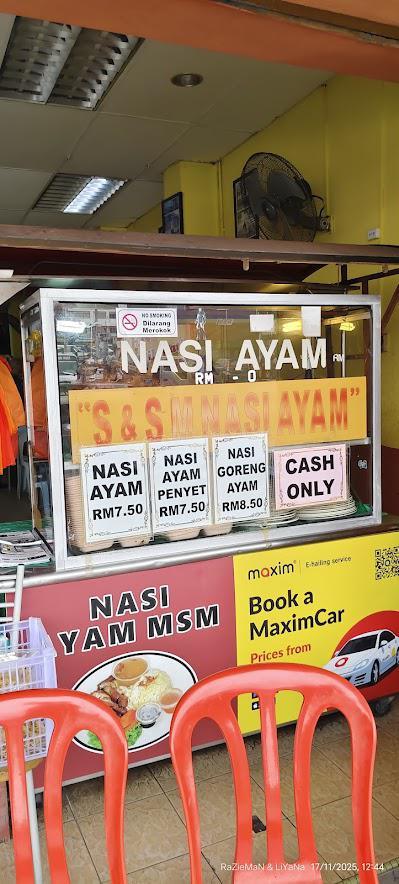 NO SMOKING
Dilarang
Merokok
NASI AYAM
RM - 0
"S & S M NASI AYAM"
NASI
AYAM
RM7.50
NASI
AYAM
PENYET
RM7.50
NASI
GORENG
AYAM
RM8.50
CASH
ONLY
NASI
YAM MSM
maxim E-hailing service
Book a
MaximCar
Prices from
RaZieMaN & LiYaNa 17/11/2025, 12:44